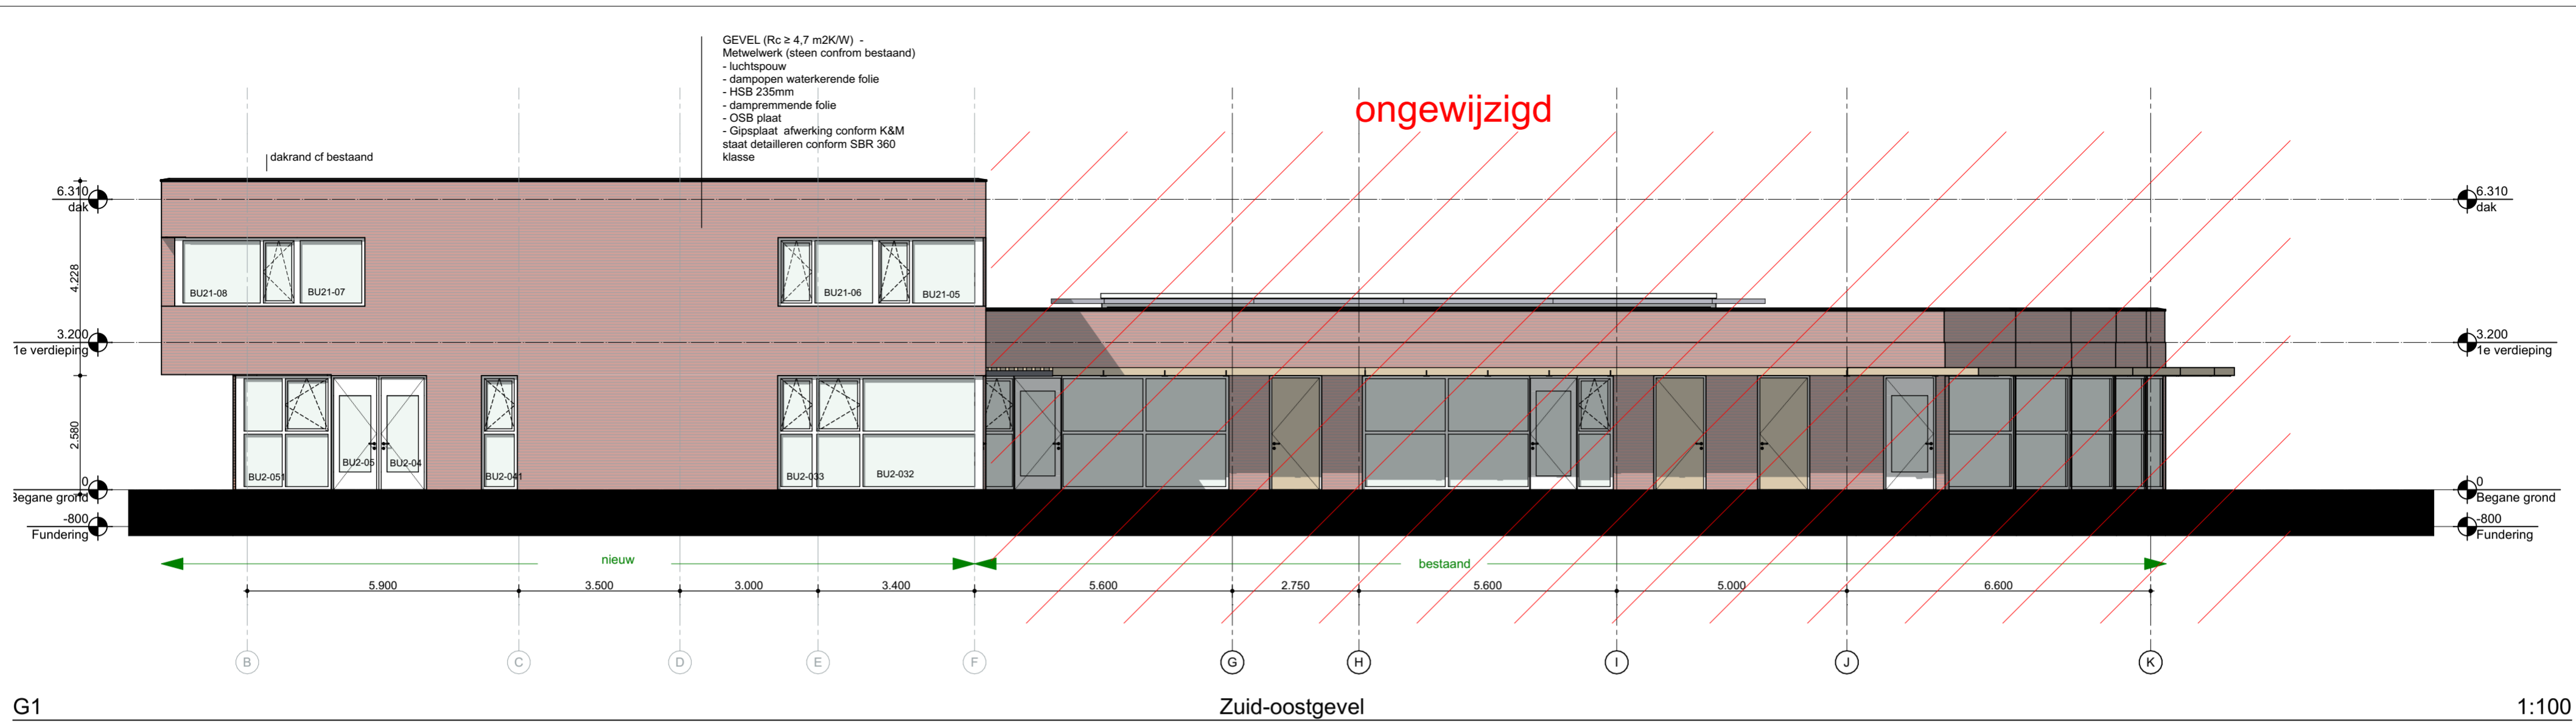 GEVEL (Rc ≥ 4,7 m2K/W)  -
Metwelwerk (steen confrom bestaand)
- luchtspouw
- dampopen waterkerende folie
- HSB 235mm
- dampremmende folie
- OSB plaat
- Gipsplaat  afwerking conform K&M
staat detailleren conform SBR 360
klasse
ongewijzigd
dakrand cf bestaand
6.310
dak
6.310
dak
4.228
BU21-08
BU21-07
BU21-06
BU21-05
3.200
1e verdieping
3.200
1e verdieping
2.580
BU2-051
BU2-05
BU2-04
BU2-041
BU2-033
BU2-032
0
Begane grond
0
Begane grond
-800
Fundering
-800
Fundering
nieuw
bestaand
5.900
3.500
3.000
3.400
5.600
2.750
5.600
5.000
6.600
B
C
D
E
F
G
H
I
J
K
G1
Zuid-oostgevel
1:100